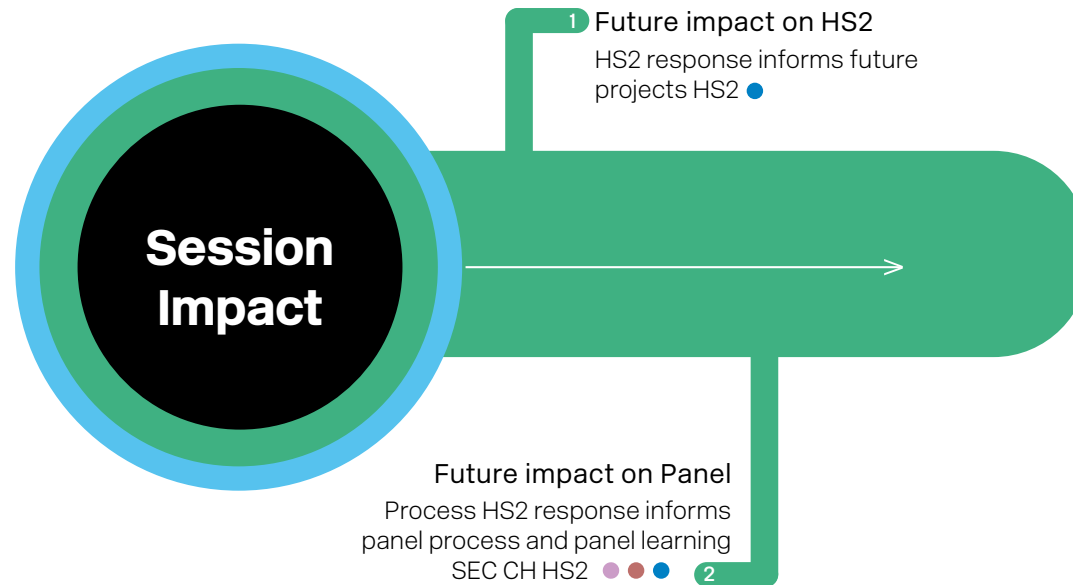 Session
Impact
1
Future impact on HS2
HS2 response informs future
projects HS2
Future impact on Panel
Process HS2 response informs
panel process and panel learning
SEC CH HS2
2